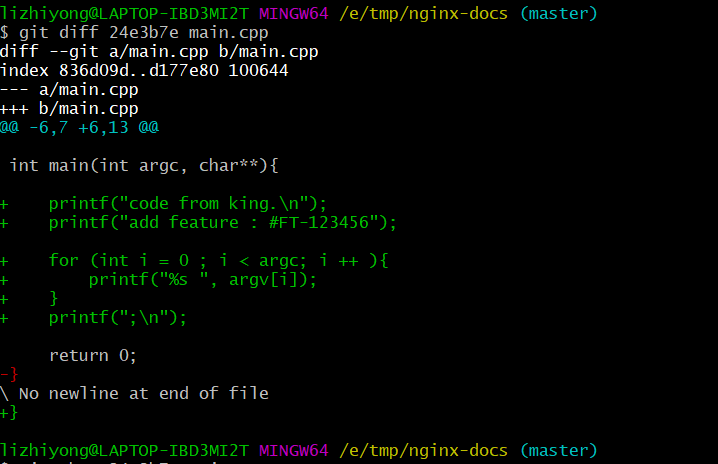 lizhiyong@LAPTOP-IBD3MI2T MINGW64 /e/tmp/nginx-docs (master)
$ git diff 24e3b7e main.cpp
diff --git a/main.cpp b/main.cpp
index 836d09d..d177e80 100644
--- a/main.cpp
+++ b/main.cpp
@@ -6,7 +6,13 @@

 int main(int argc, char**){

+    printf("code from king.\n");
+    printf("add feature : #FT-123456");

+    for (int i = 0 ; i < argc; i ++ ){
+        printf("%s ", argv[i]);
+    }
+    printf(";\n");

     return 0;
-}
\ No newline at end of file
+}

lizhiyong@LAPTOP-IBD3MI2T MINGW64 /e/tmp/nginx-docs (master)